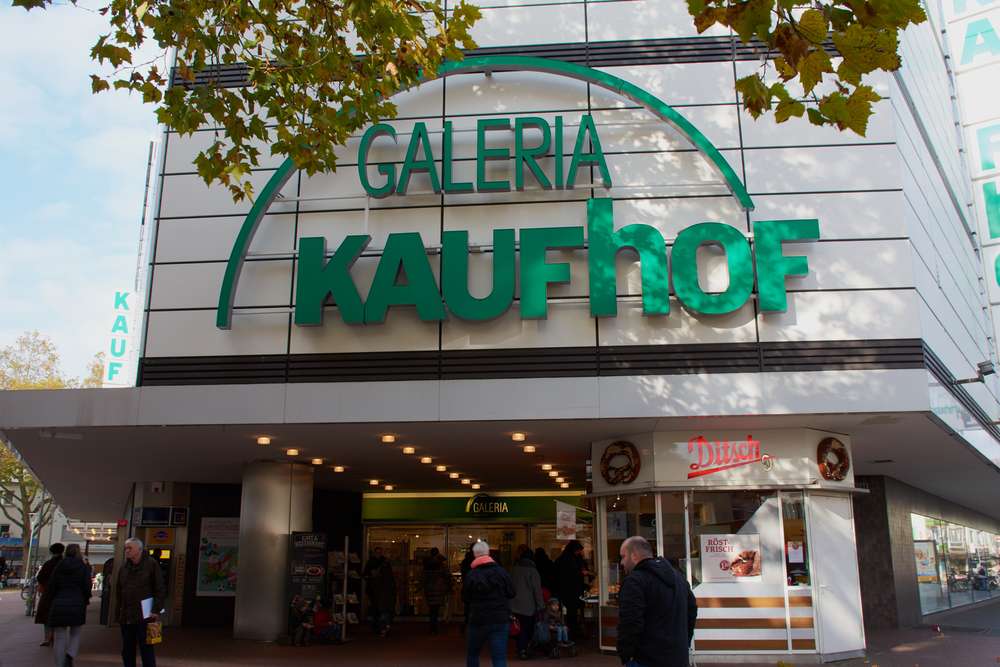 GALERIA
KAUFhOF
KAUF
Ditsch
GALERIA
RÖST
FRISCH